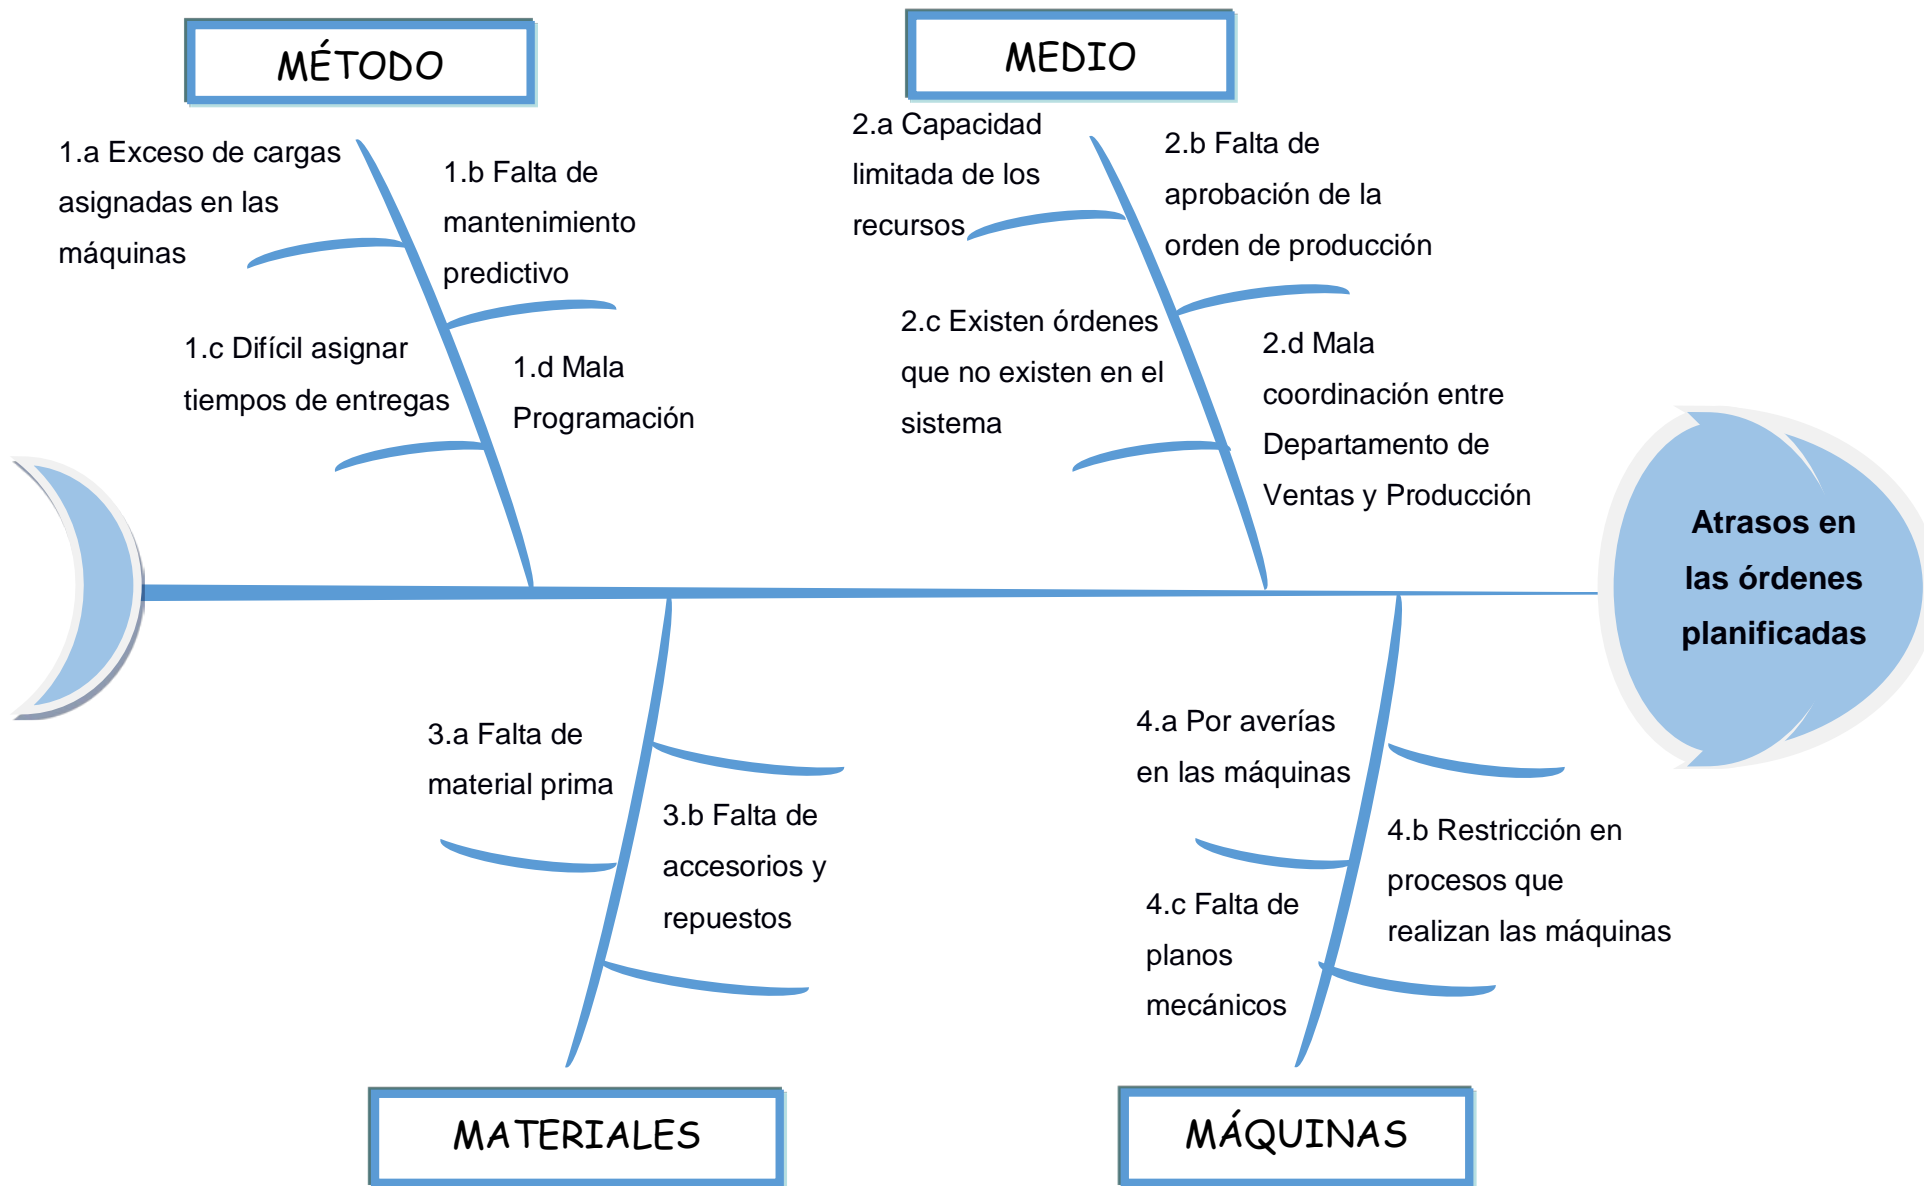 MÉTODO
MEDIO
1.a Exceso de cargas
asignadas en las
máquinas
1.b Falta de
mantenimiento
predictivo
1.c Difícil asignar
tiempos de entregas
1.d Mala
Programación
2.a Capacidad
limitada de los
recursos
2.b Falta de
aprobación de la
orden de producción
2.c Existen órdenes
que no existen en el
sistema
2.d Mala
coordinación entre
Departamento de
Ventas y Producción
Atrasos en
las órdenes
planificadas
3.a Falta de
material prima
3.b Falta de
accesorios y
repuestos
4.a Por averías
en las máquinas
4.b Restricción en
procesos que
realizan las máquinas
4.c Falta de
planos
mecánicos
MATERIALES
MÁQUINAS